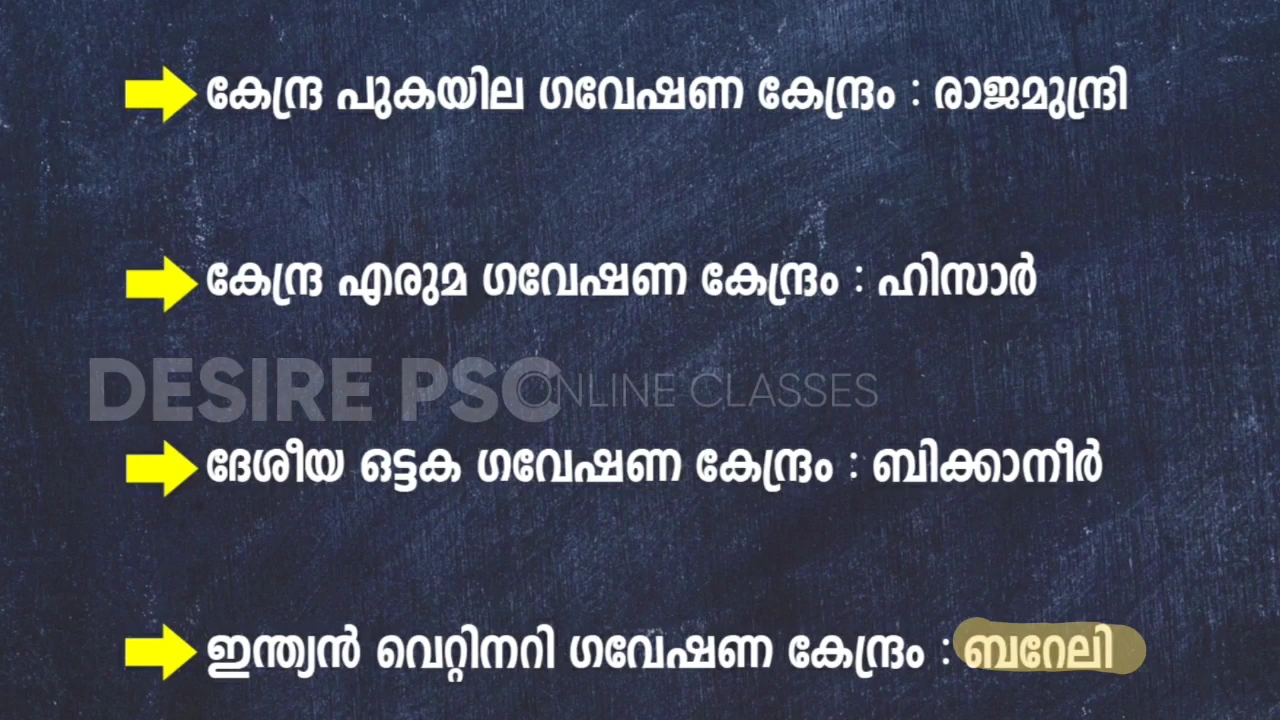 കേന്ദ്ര പുകയില ഗവേഷണ കേന്ദ്രം : രാജമുന്ദ്രി
കേന്ദ്ര എരുമ ഗവേഷണ കേന്ദ്രം : ഹിസാർ
DESIRE PSC ONLINE CLASSES
ദേശീയ ഒട്ടക ഗവേഷണ കേന്ദ്രം : ബിക്കാനീർ
ഇന്ത്യൻ വെറ്റിനറി ഗവേഷണ കേന്ദ്രം : ബറേലി